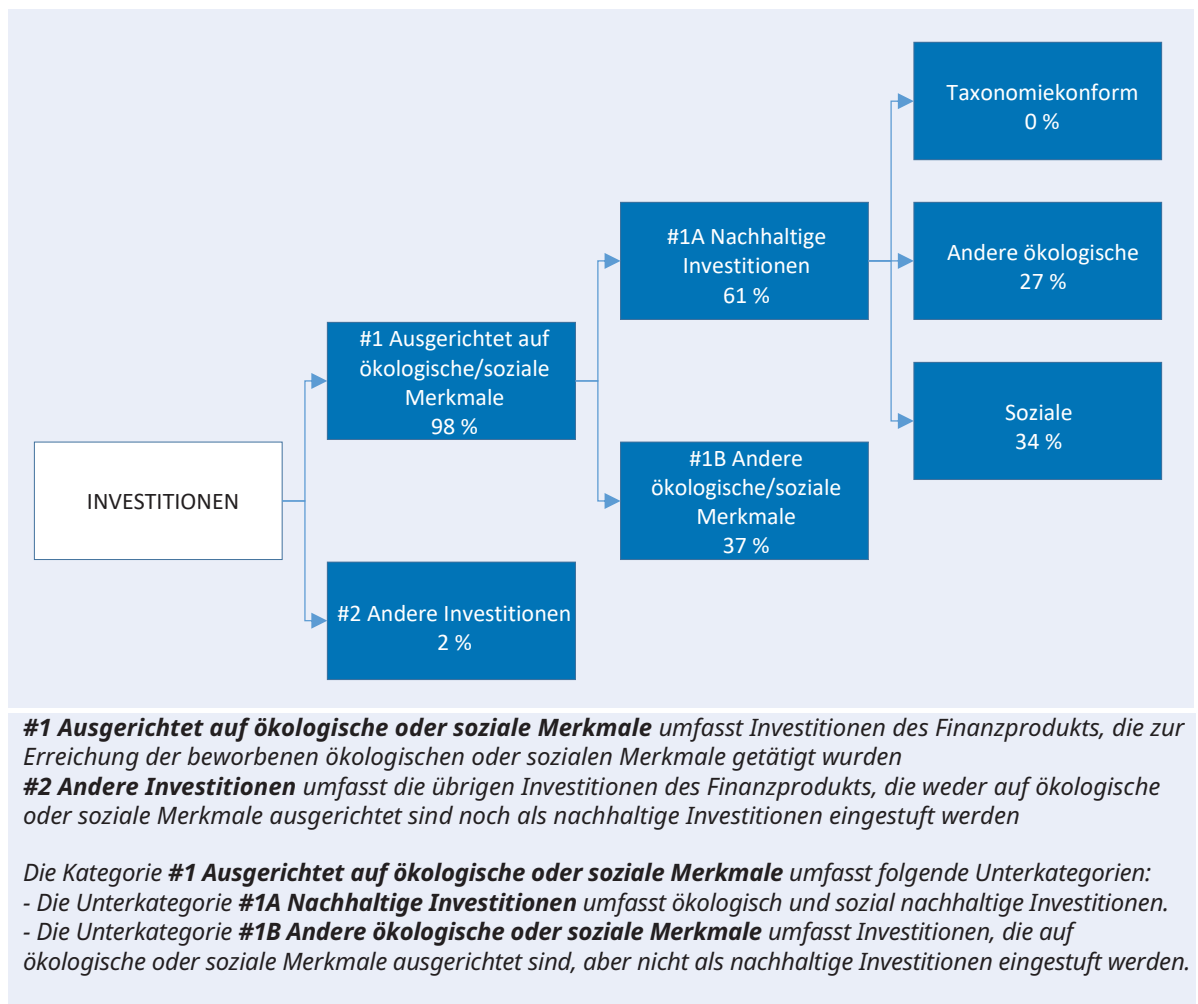 Taxonomiekonform
0 %
#1A Nachhaltige
Investitionen
61 %
Andere ökologische
27 %
#1 Ausgerichtet auf
ökologische/soziale
Merkmale
98 %
Soziale
34 %
INVESTITIONEN
#1B Andere
ökologische/soziale
Merkmale
37 %
#2 Andere Investitionen
2 %
#1 Ausgerichtet auf ökologische oder soziale Merkmale umfasst Investitionen des Finanzprodukts, die zur
Erreichung der beworbenen ökologischen oder sozialen Merkmale getätigt wurden
#2 Andere Investitionen umfasst die übrigen Investitionen des Finanzprodukts, die weder auf ökologische
oder soziale Merkmale ausgerichtet sind noch als nachhaltige Investitionen eingestuft werden
Die Kategorie #1 Ausgerichtet auf ökologische oder soziale Merkmale umfasst folgende Unterkategorien:
- Die Unterkategorie #1A Nachhaltige Investitionen umfasst ökologisch und sozial nachhaltige Investitionen.
- Die Unterkategorie #1B Andere ökologische oder soziale Merkmale umfasst Investitionen, die auf
ökologische oder soziale Merkmale ausgerichtet sind, aber nicht als nachhaltige Investitionen eingestuft werden.